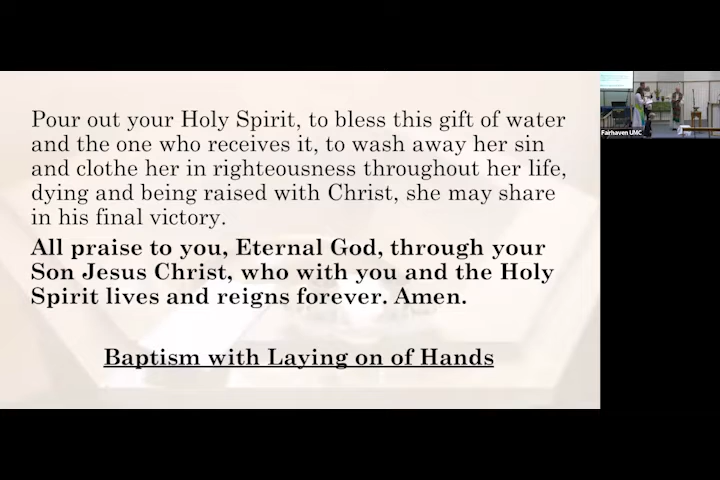 Pour out your Holy Spirit, to bless this gift of water
and the one who receives it, to wash away her sin
and clothe her in righteousness throughout her life,
dying and being raised with Christ, she may share
in his final victory.
All praise to you, Eternal God, through your
Son Jesus Christ, who with you and the Holy
Spirit lives and reigns forever. Amen.
Baptism with Laying on of Hands
Fairhaven UMC